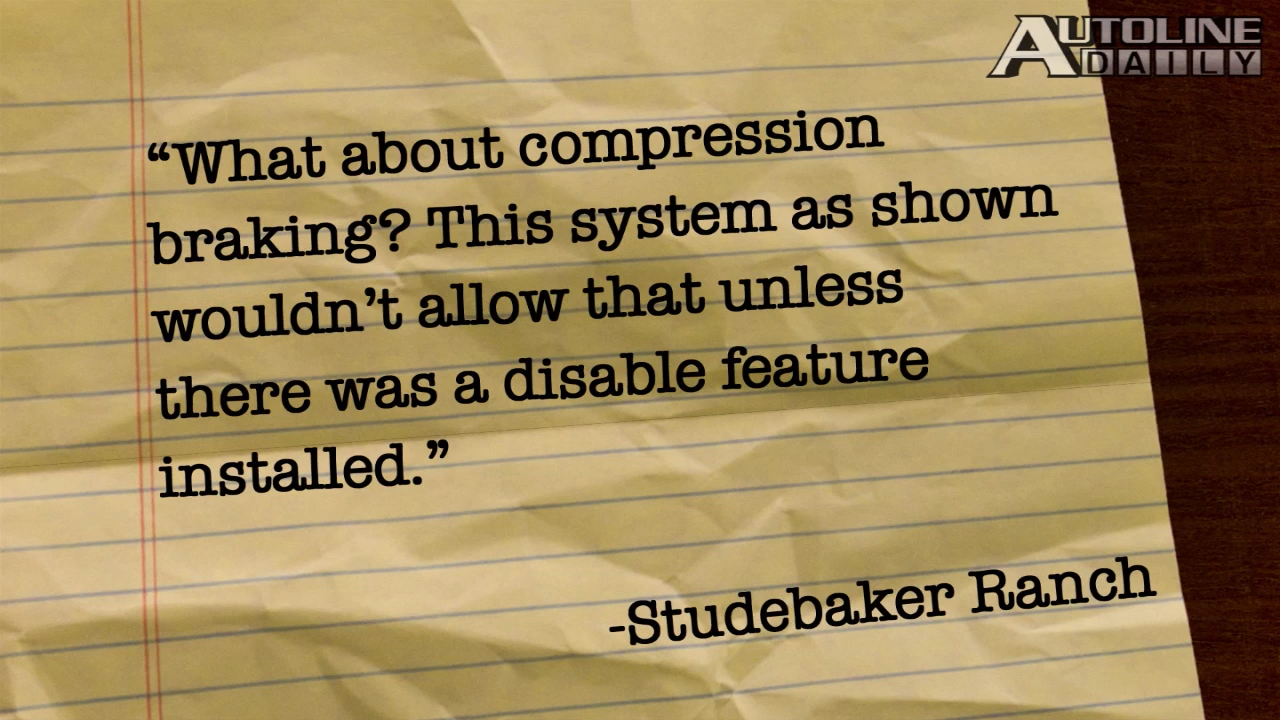 AUTOLINE
DAILY
“What about compression
braking? This system as shown
wouldn’t allow that unless
there was a disable feature
installed.”
-Studebaker Ranch